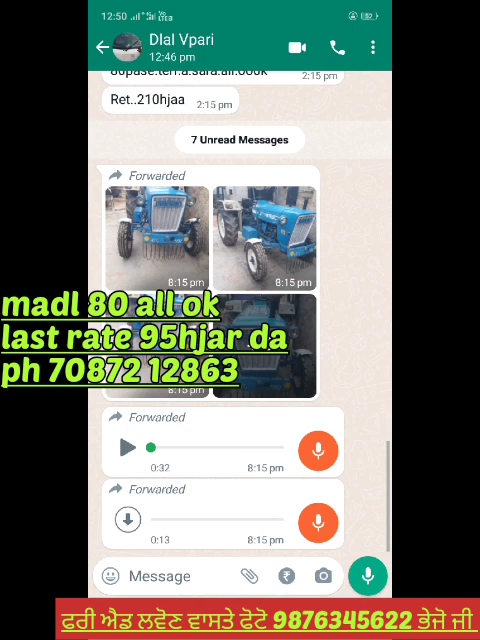 12:50
Dlal Vpari
12:46 pm
2:15 pm
Ret..210hjaa 2:15 pm
7 Unread Messages
Forwarded
8:15 pm 8:15 pm
madl 80 all ok
last rate 95hjar da
ph 70872 12863
8:15 pm
Forwarded
0:32 8:15 pm
Forwarded
0:13 8:15 pm
Message
ਫਰੀ ਐਡ ਲਵੋਣ ਵਾਸਤੇ ਫੋਟੋ 9876345622 ਭੇਜੋ ਜੀ